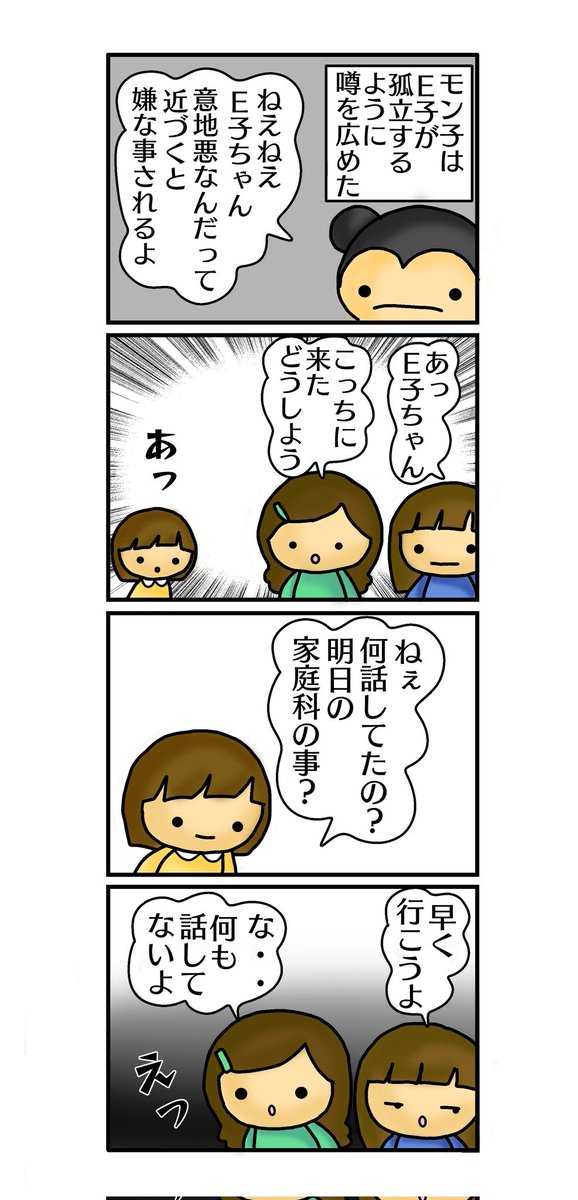 モン子は
E子が
孤立する
ように
噂を広めた
ねえねえ
E子ちゃん
意地悪なんだって
近づくと
嫌な事されるよ
あっ
E子ちゃん
こっちに
来た
どうしよう
あっ
ねぇ
何話してたの？
明日の
家庭科の事？
早く
行こうよ
な・・
何も
話して
ないよ
えっ